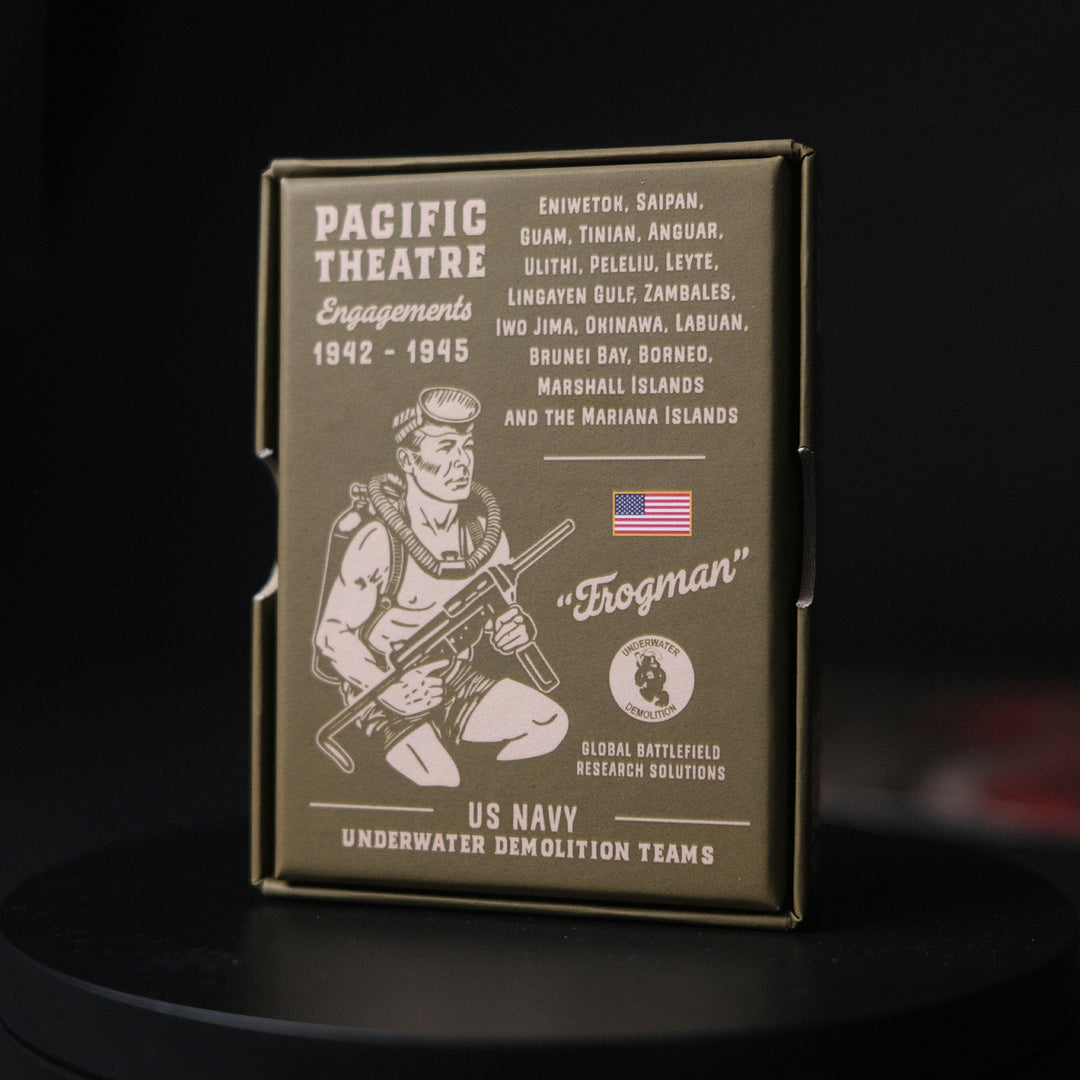 PACIFIC
THEATRE
Engagements
1942 - 1945
ENIWETOK, SAIPAN,
GUAM, TINIAN, ANGUAR,
ULITHI, PELELIU, LEYTE,
LINGAYEN GULF, ZAMBALES,
IWO JIMA, OKINAWA, LABUAN,
BRUNEI BAY, BORNEO,
MARSHALL ISLANDS
AND THE MARIANA ISLANDS
“Frogman”
UNDERWATER
DEMOLITION
GLOBAL BATTLEFIELD
RESEARCH SOLUTIONS
US NAVY
UNDERWATER DEMOLITION TEAMS